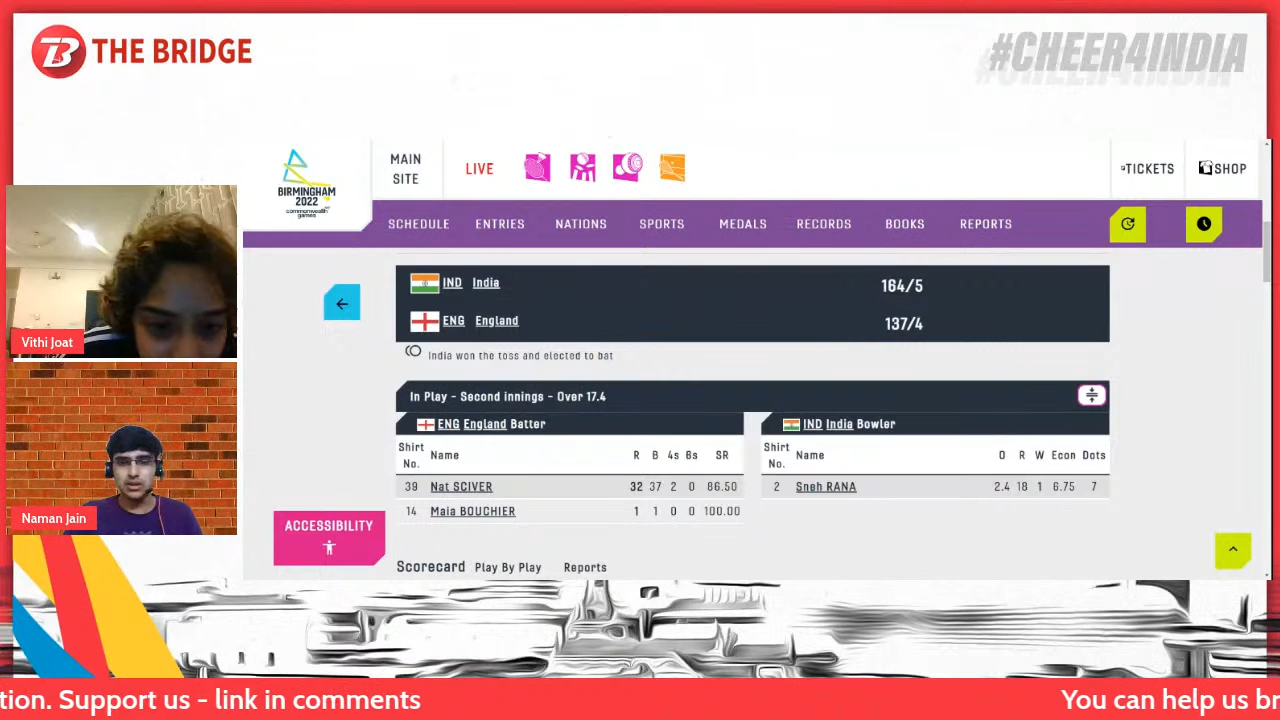 THE BRIDGE
#CHEER4INDIA
BIRMINGHAM
2022
commonwealth
games
MAIN
SITE
LIVE
TICKETS
SHOP
SCHEDULE ENTRIES NATIONS SPORTS MEDALS RECORDS BOOKS REPORTS
IND India 164/5
ENG England 137/4
India won the toss and elected to bat
In Play - Second innings - Over 17.4
ENG England Batter
Shirt No. Name R B 4s 6s SR
39 Nat SCIVER 32 37 2 0 86.50
14 Maia BOUCHIER 1 1 0 0 100.00
IND India Bowler
Shirt No. Name O R W Econ Dots
2 Sneh RANA 2.4 18 1 6.75 7
Scorecard Play By Play Reports
ACCESSIBILITY
Vithi Joat
Naman Jain
tion. Support us - link in comments
You can help us br